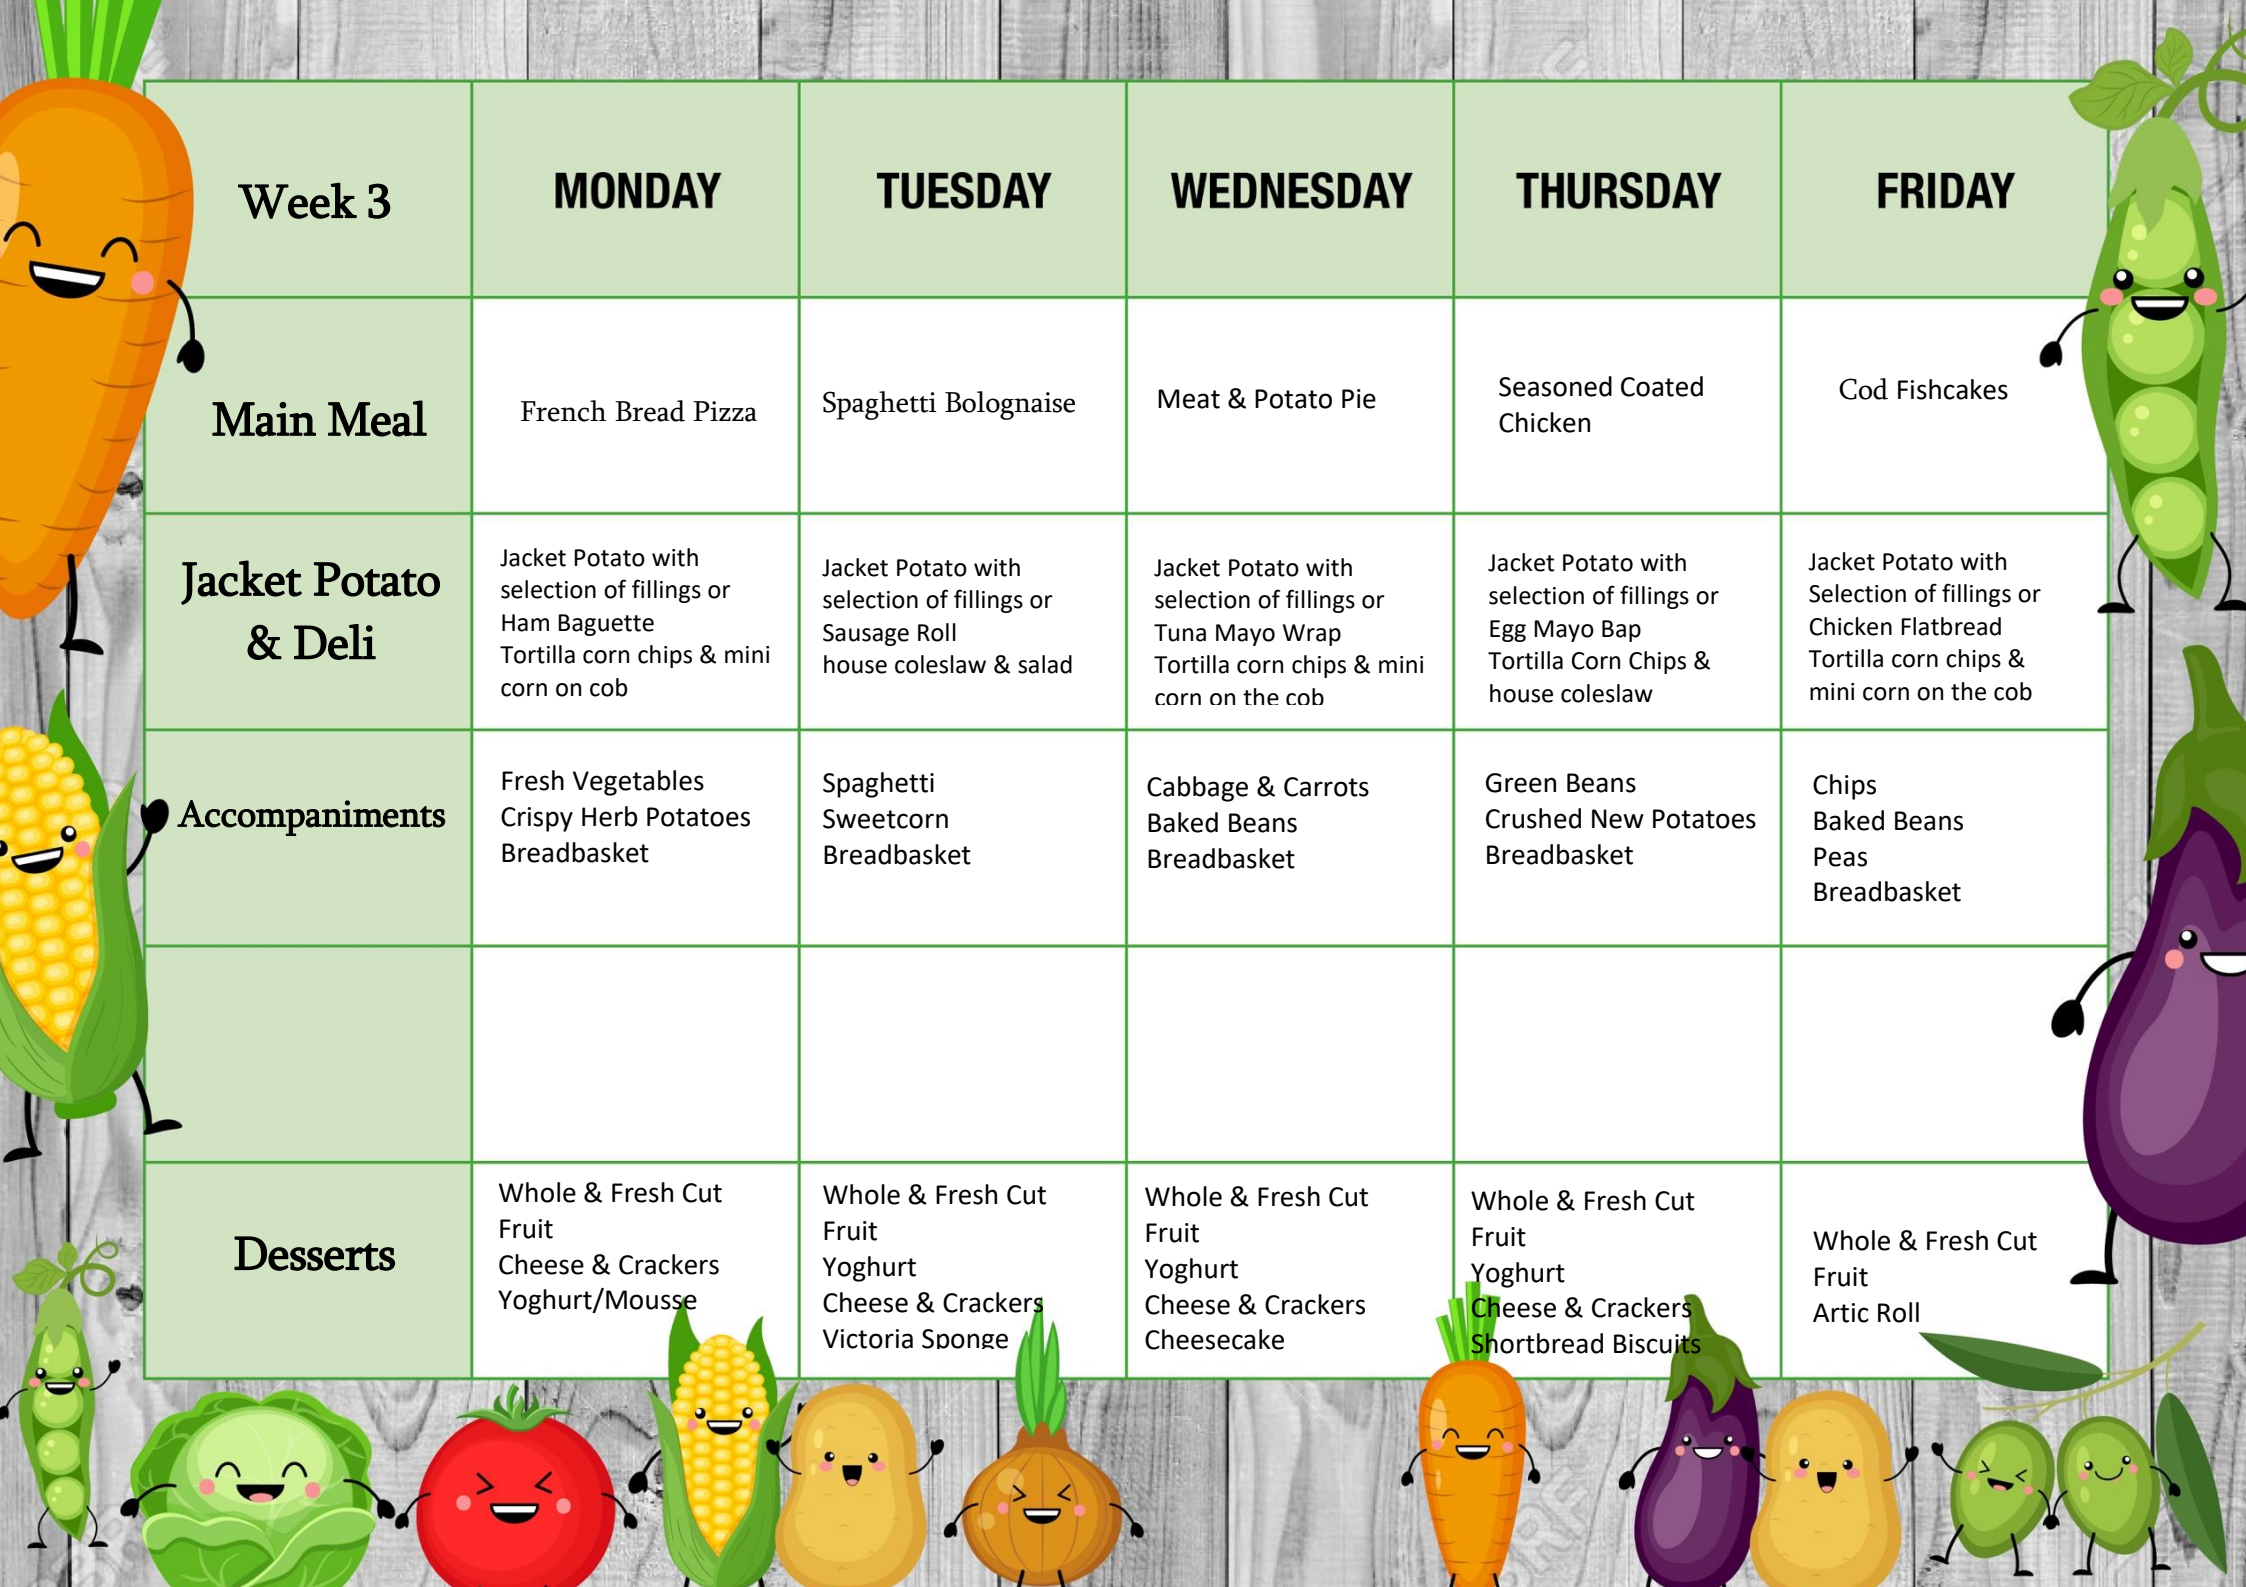 Week 3
MONDAY
TUESDAY
WEDNESDAY
THURSDAY
FRIDAY
Main Meal
French Bread Pizza
Spaghetti Bolognaise
Meat & Potato Pie
Seasoned Coated
Chicken
Cod Fishcakes
Jacket Potato
& Deli
Jacket Potato with
selection of fillings or
Ham Baguette
Tortilla corn chips & mini
corn on cob
Jacket Potato with
selection of fillings or
Sausage Roll
house coleslaw & salad
Jacket Potato with
selection of fillings or
Tuna Mayo Wrap
Tortilla corn chips & mini
corn on the cob
Jacket Potato with
selection of fillings or
Egg Mayo Bap
Tortilla Corn Chips &
house coleslaw
Jacket Potato with
Selection of fillings or
Chicken Flatbread
Tortilla corn chips &
mini corn on the cob
Accompaniments
Fresh Vegetables
Crispy Herb Potatoes
Breadbasket
Spaghetti
Sweetcorn
Breadbasket
Cabbage & Carrots
Baked Beans
Breadbasket
Green Beans
Crushed New Potatoes
Breadbasket
Chips
Baked Beans
Peas
Breadbasket
Desserts
Whole & Fresh Cut
Fruit
Cheese & Crackers
Yoghurt/Mousse
Whole & Fresh Cut
Fruit
Yoghurt
Cheese & Crackers
Victoria Sponge
Whole & Fresh Cut
Fruit
Yoghurt
Cheese & Crackers
Cheesecake
Whole & Fresh Cut
Fruit
Yoghurt
Cheese & Crackers
Shortbread Biscuits
Whole & Fresh Cut
Fruit
Artic Roll